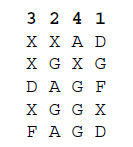 3 2 4 1
X X A D
X G X G
D A G F
X G G X
F A G D